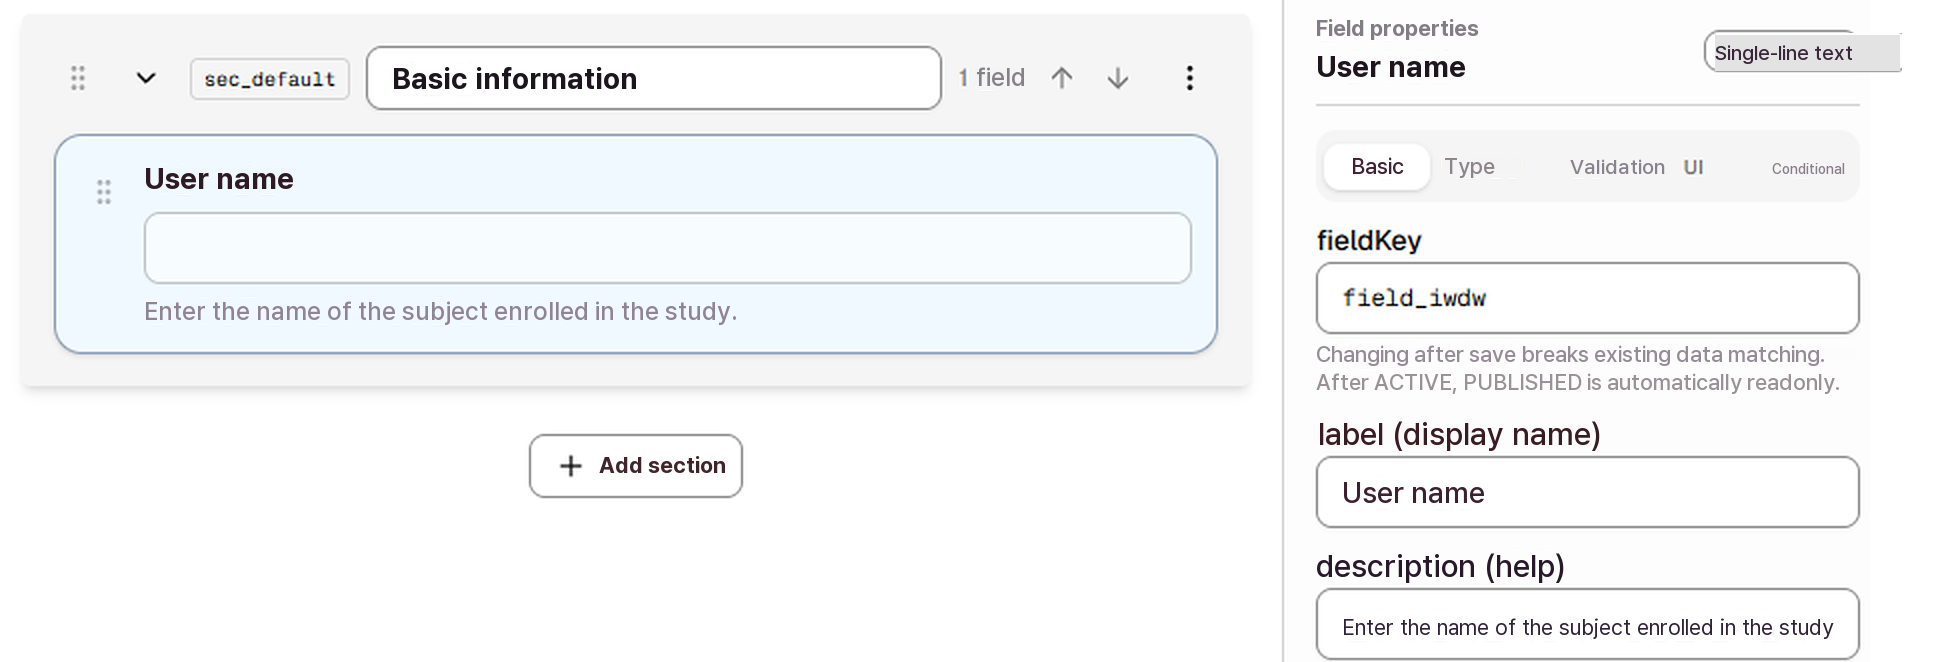 sec_default
Basic information
1 field
User name
Enter the name of the subject enrolled in the study.
Add section
Field properties
User name
Single-line text
Basic Type Validation UI Conditional
fieldKey
field_iwdw
Changing after save breaks existing data matching.
After ACTIVE, PUBLISHED is automatically readonly.
label (display name)
User name
description (help)
Enter the name of the subject enrolled in the study